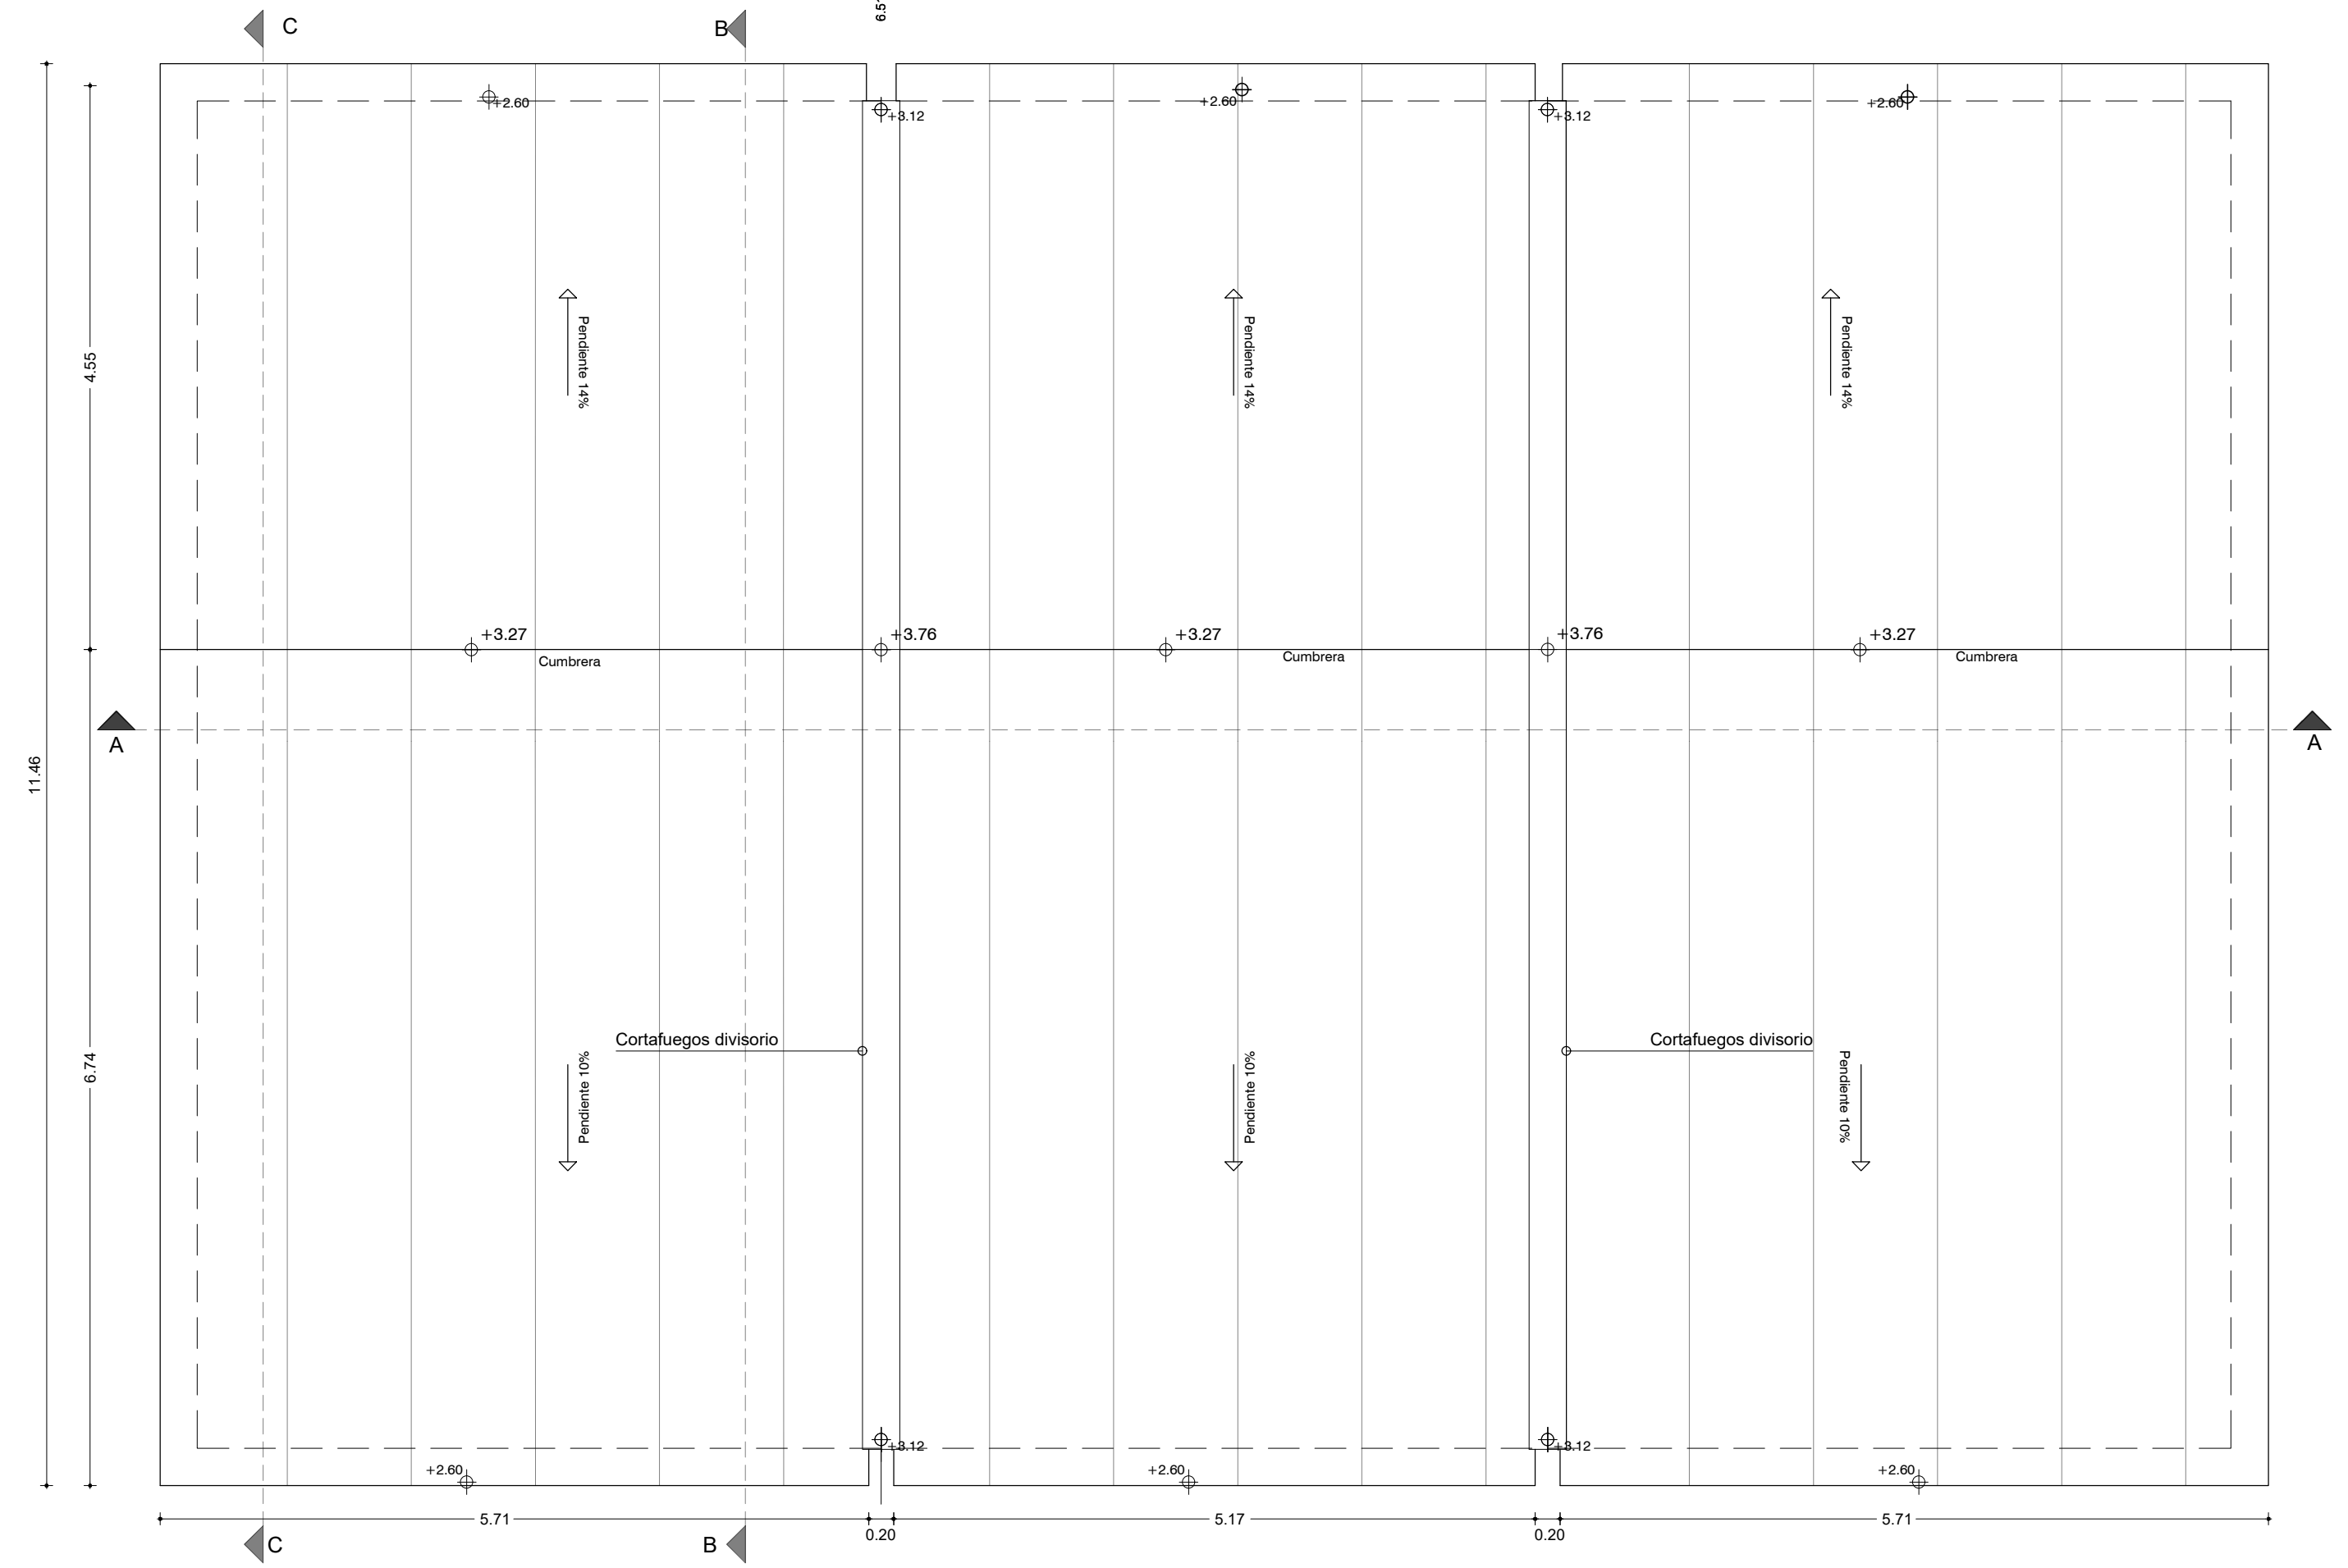 6.51
C
B
+2.60
+2.60
+2.60
+3.12
+3.12
4.55
Pendiente 14%
Pendiente 14%
Pendiente 14%
+3.27
+3.76
+3.27
+3.76
+3.27
Cumbrera
Cumbrera
Cumbrera
A
A
11.46
6.74
Cortafuegos divisorio
Cortafuegos divisorio
Pendiente 10%
Pendiente 10%
Pendiente 10%
+3.12
+3.12
+2.60
+2.60
+2.60
5.71
0.20
5.17
0.20
5.71
C
B